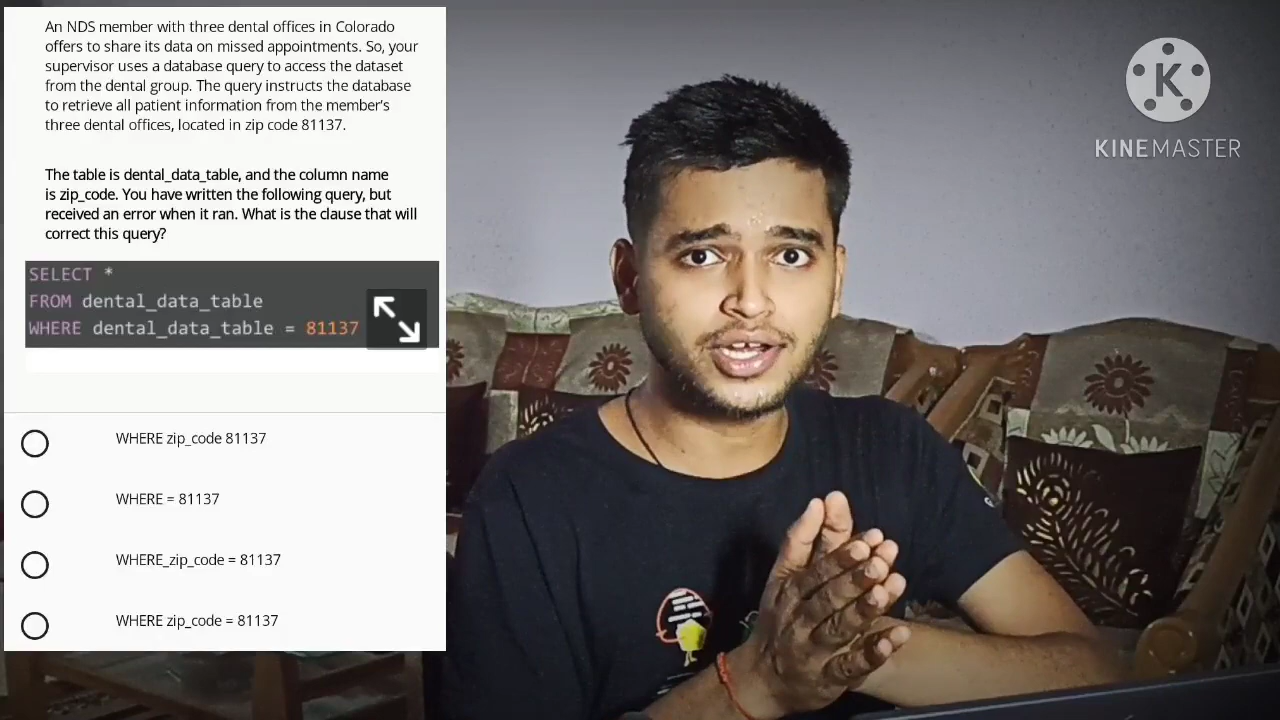 An NDS member with three dental offices in Colorado
offers to share its data on missed appointments. So, your
supervisor uses a database query to access the dataset
from the dental group. The query instructs the database
to retrieve all patient information from the member's
three dental offices, located in zip code 81137.
The table is dental_data_table, and the column name
is zip_code. You have written the following query, but
received an error when it ran. What is the clause that will
correct this query?
SELECT *
FROM dental_data_table
WHERE dental_data_table = 81137
WHERE zip_code 81137
WHERE = 81137
WHERE_zip_code = 81137
WHERE zip_code = 81137
K
KINEMASTER